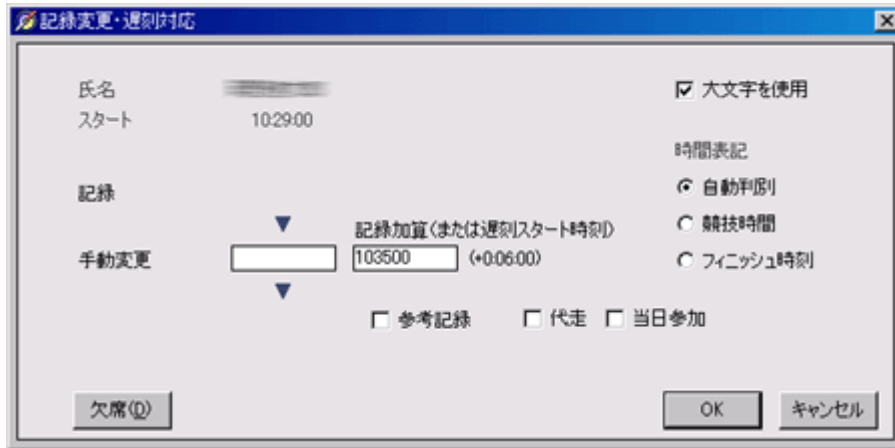 記録変更・遅刻対応
氏名
大文字を使用
スタート 10:29:00
時間表記
記録
自動判別
記録加算(または遅刻スタート時刻)
競技時間
手動変更 103500 (+0:06:00)
フィニッシュ時刻
参考記録 代走 当日参加
欠席(D) OK キャンセル